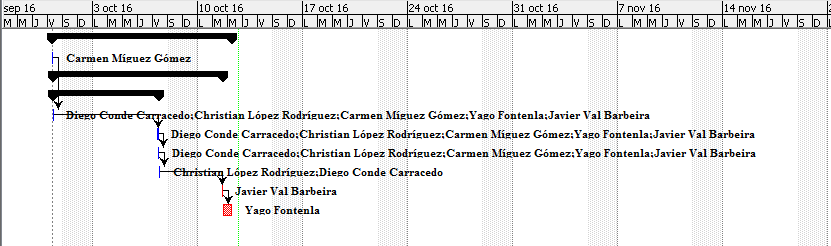 sep 16 3 oct 16 10 oct 16 17 oct 16 24 oct 16 31 oct 16 7 nov 16 14 nov 16 2
M M J V S D L M M J V S D L M M J V S D L M M J V S D L M M J V S D L M M J V S D L M M J V S D L M M J V S D L
Carmen Míguez Gómez
Diego Conde Carracedo;Christian López Rodríguez;Carmen Míguez Gómez;Yago Fontenla;Javier Val Barbeira
Diego Conde Carracedo;Christian López Rodríguez;Carmen Míguez Gómez;Yago Fontenla;Javier Val Barbeira
Diego Conde Carracedo;Christian López Rodríguez;Carmen Míguez Gómez;Yago Fontenla;Javier Val Barbeira
Christian López Rodríguez;Diego Conde Carracedo
Javier Val Barbeira
Yago Fontenla